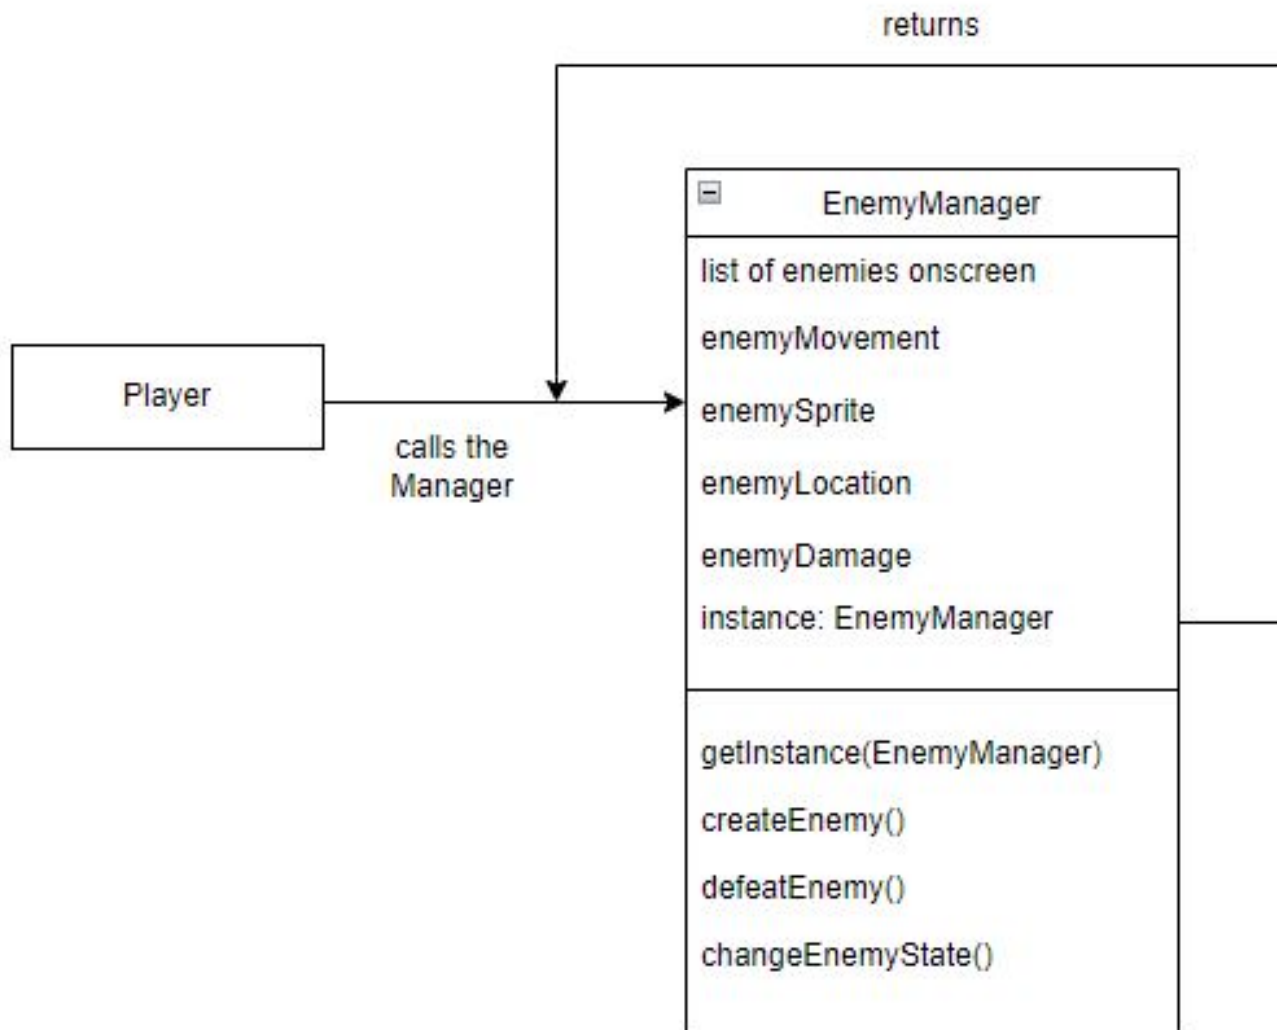 returns
EnemyManager
list of enemies onscreen
enemyMovement
Player
enemySprite
calls the
Manager
enemyLocation
enemyDamage
instance: EnemyManager
getInstance(EnemyManager)
createEnemy()
defeatEnemy()
changeEnemyState()